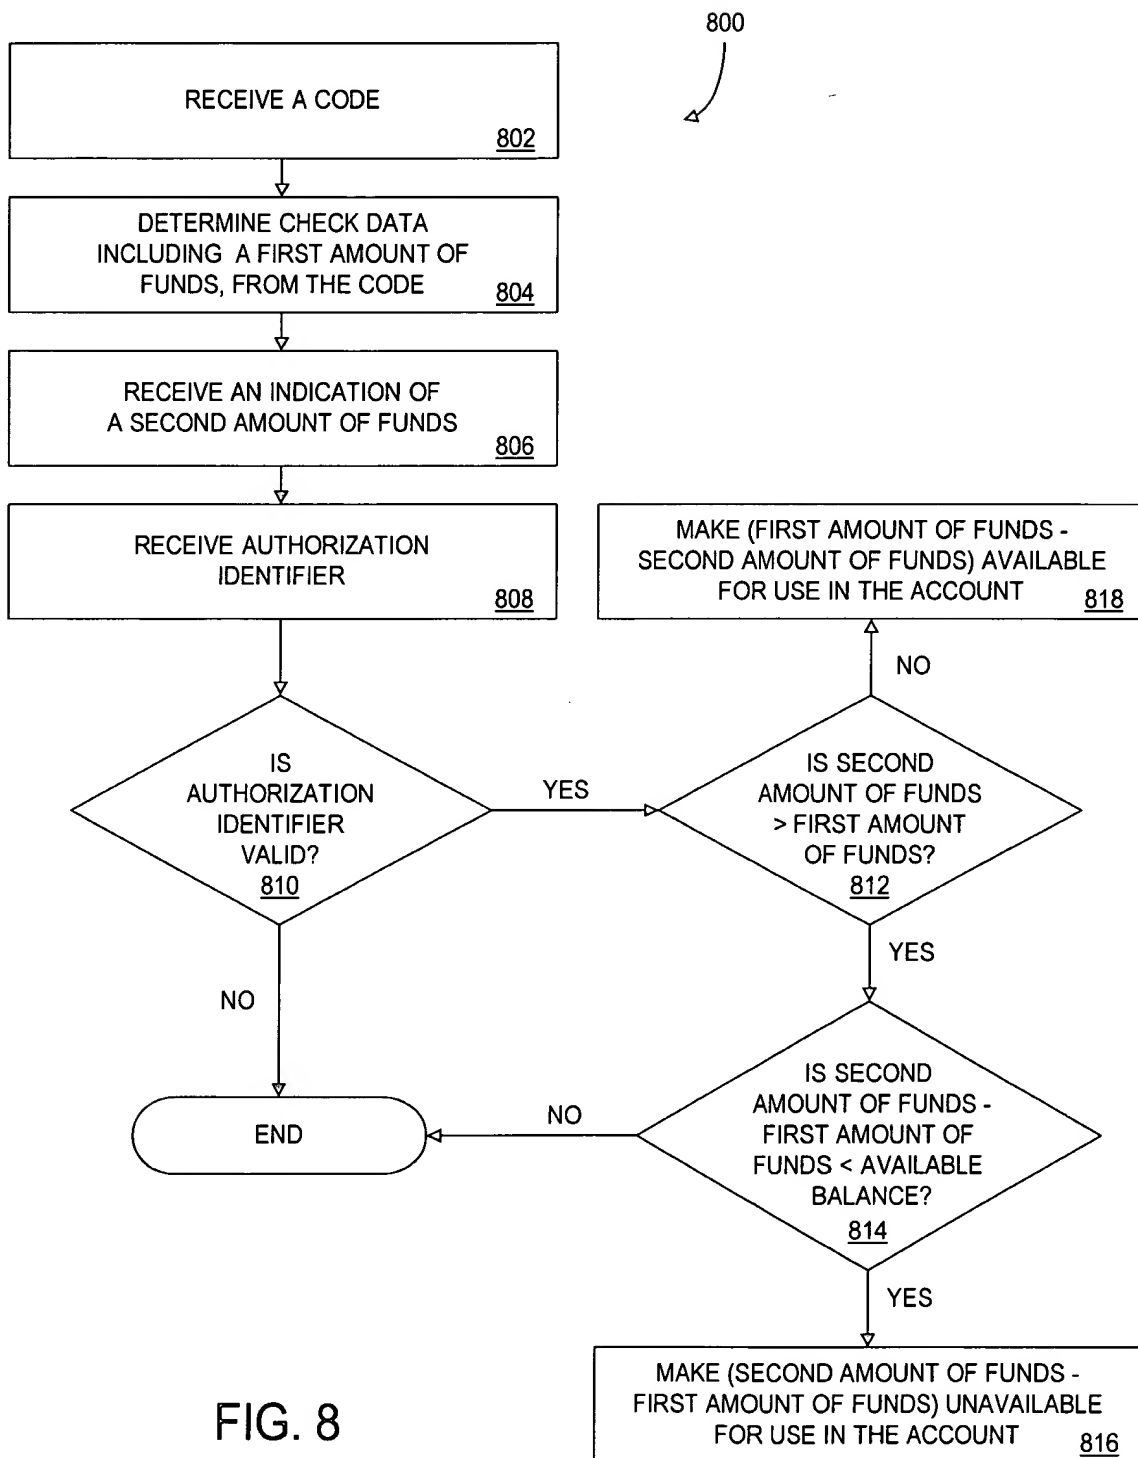 800
RECEIVE A CODE
802
DETERMINE CHECK DATA
INCLUDING A FIRST AMOUNT OF
FUNDS, FROM THE CODE
804
RECEIVE AN INDICATION OF
A SECOND AMOUNT OF FUNDS
806
RECEIVE AUTHORIZATION
IDENTIFIER
808
MAKE (FIRST AMOUNT OF FUNDS -
SECOND AMOUNT OF FUNDS) AVAILABLE
FOR USE IN THE ACCOUNT
818
NO
IS
AUTHORIZATION
IDENTIFIER
VALID?
810
YES
IS SECOND
AMOUNT OF FUNDS
> FIRST AMOUNT
OF FUNDS?
812
YES
NO
END
NO
IS SECOND
AMOUNT OF FUNDS -
FIRST AMOUNT OF
FUNDS < AVAILABLE
BALANCE?
814
YES
MAKE (SECOND AMOUNT OF FUNDS -
FIRST AMOUNT OF FUNDS) UNAVAILABLE
FOR USE IN THE ACCOUNT
816
FIG. 8